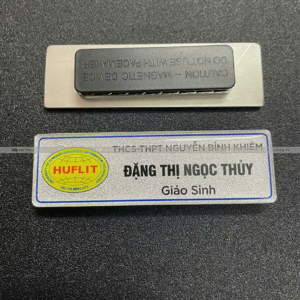 CAUTION - MAGNETIC DEVICE
DO NOT USE WITH PACEMAKER
THCS-THPT NGUYỄN BỈNH KHIÊM
HUFLIT
ĐẶNG THỊ NGỌC THỦY
Giáo Sinh